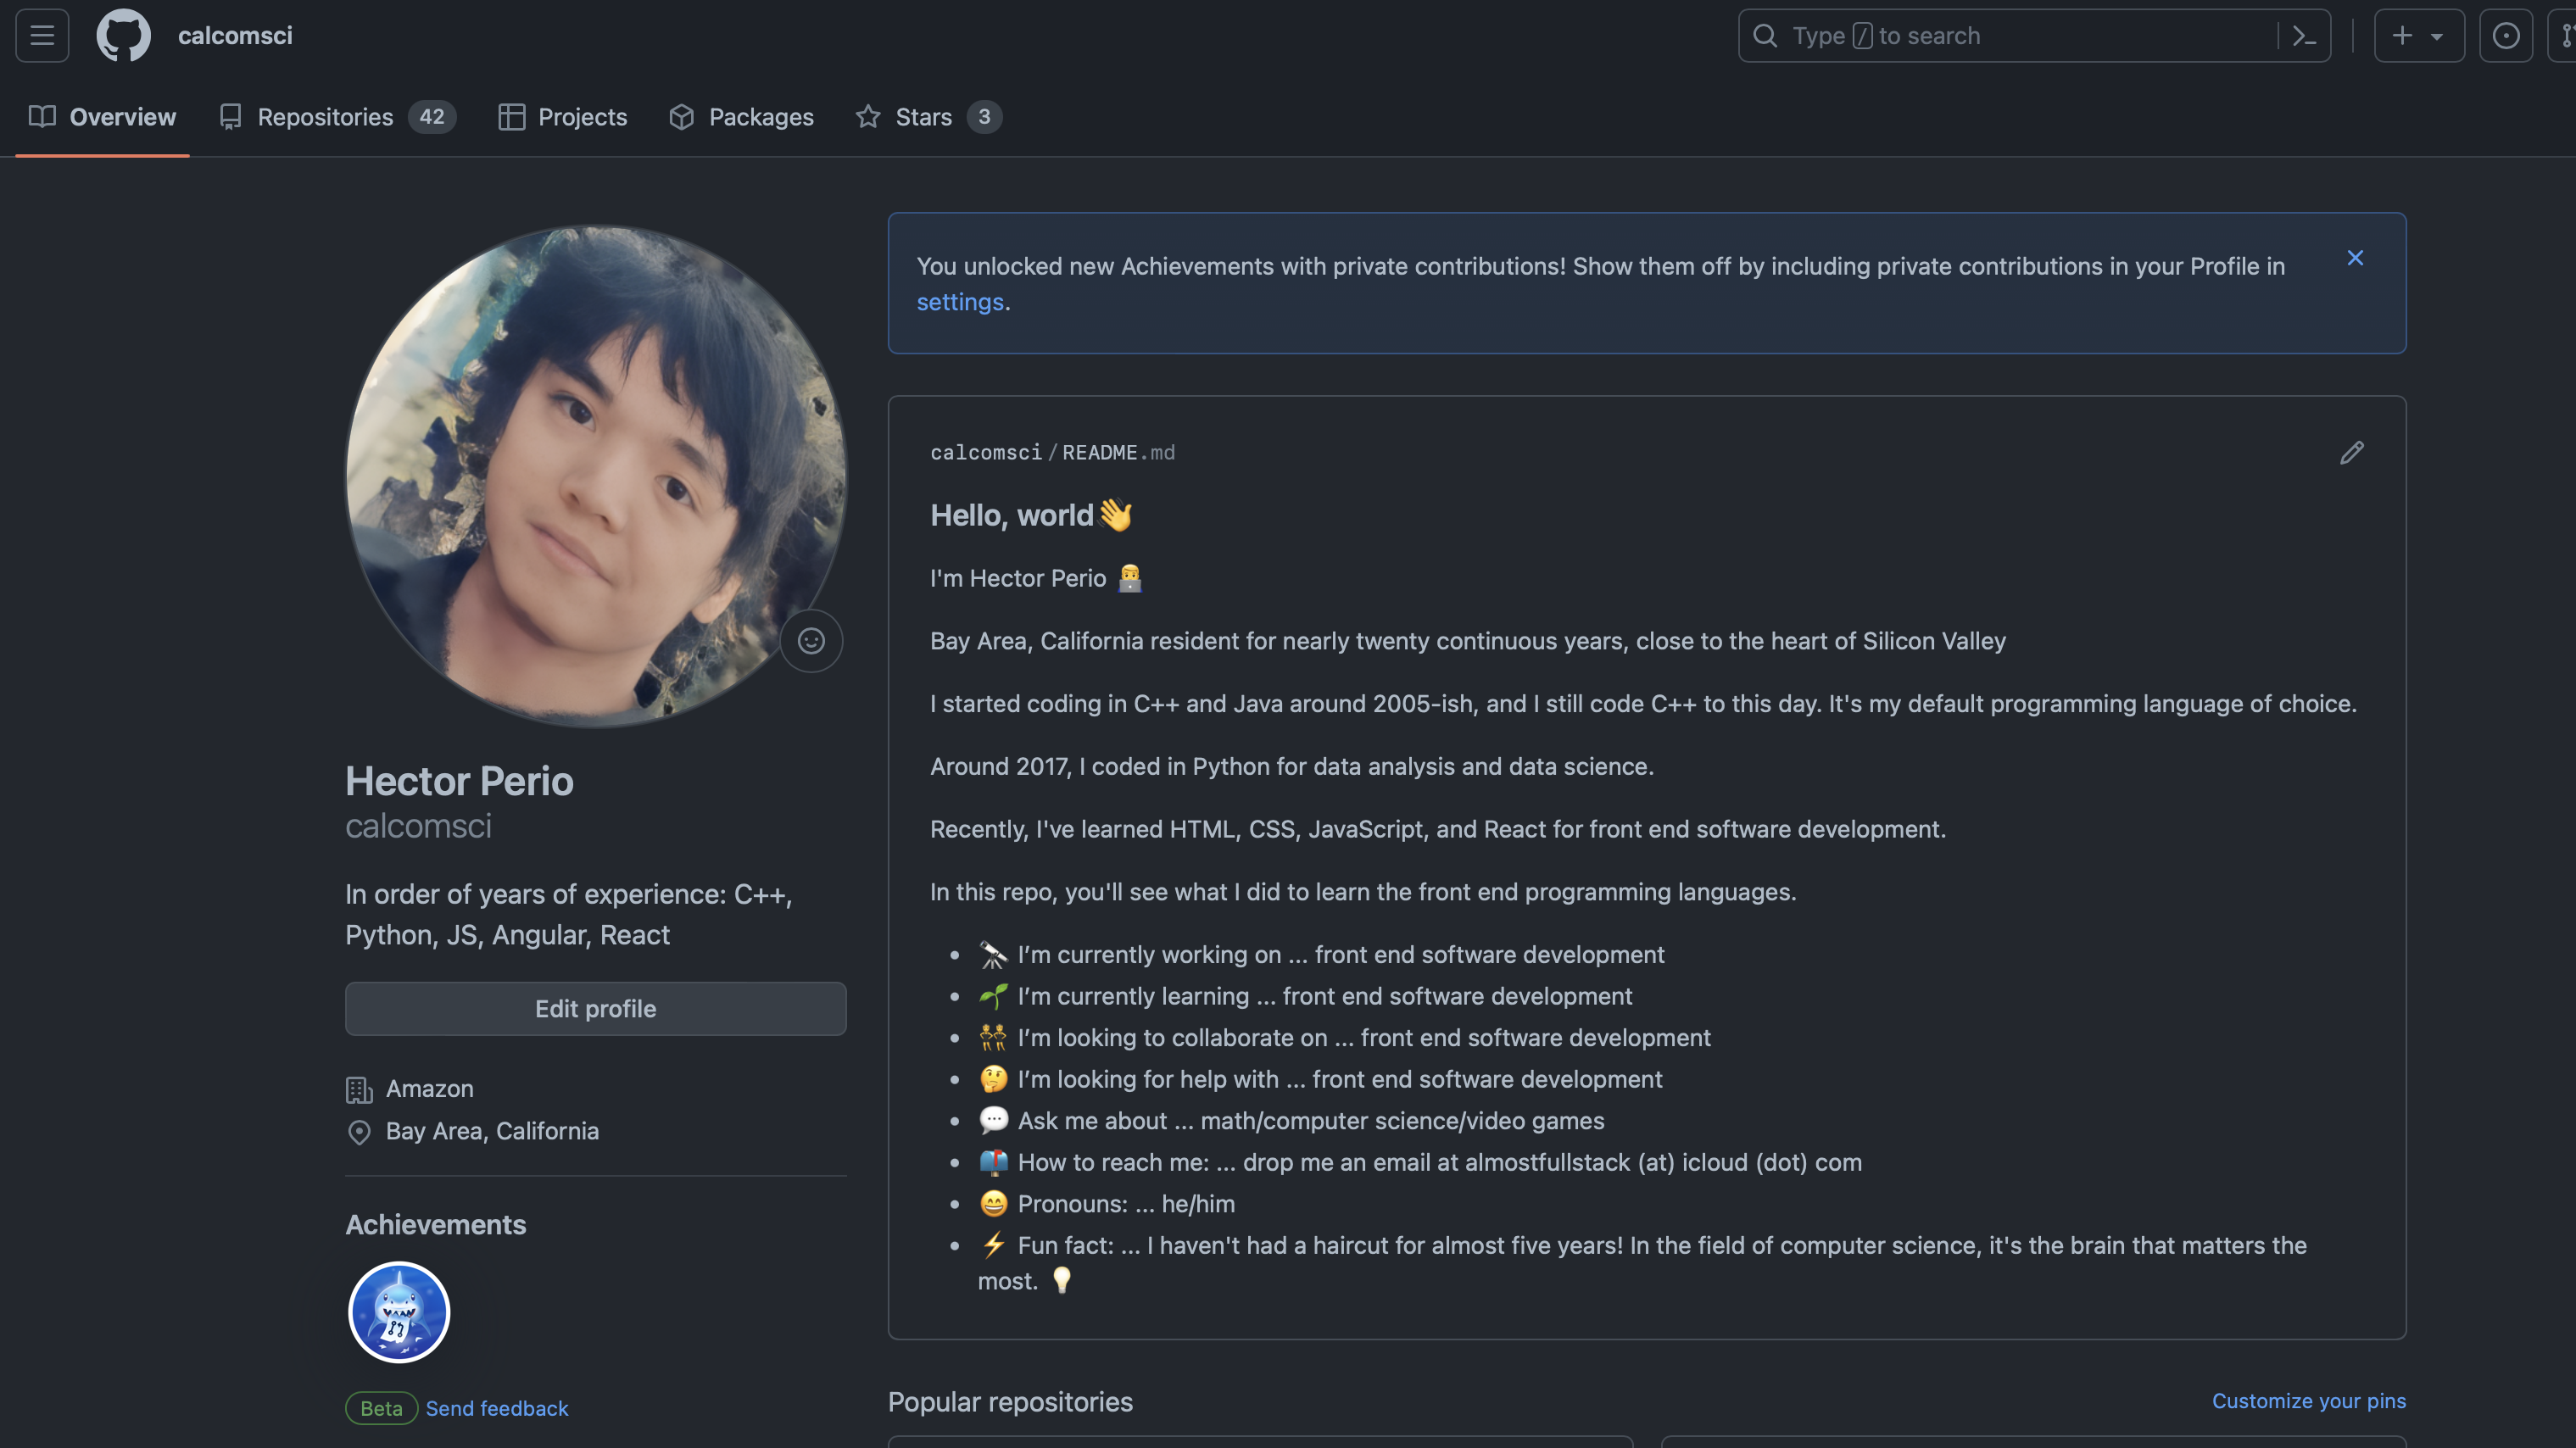 calcomsci
Type / to search
Overview
Repositories 42
Projects
Packages
Stars 3
Hector Perio
calcomsci
In order of years of experience: C++,
Python, JS, Angular, React
Edit profile
Amazon
Bay Area, California
Achievements
Beta Send feedback
You unlocked new Achievements with private contributions! Show them off by including private contributions in your Profile in
settings.
calcomsci/README.md
Hello, world👋
I'm Hector Perio 👨‍💻
Bay Area, California resident for nearly twenty continuous years, close to the heart of Silicon Valley
I started coding in C++ and Java around 2005-ish, and I still code C++ to this day. It's my default programming language of choice.
Around 2017, I coded in Python for data analysis and data science.
Recently, I've learned HTML, CSS, JavaScript, and React for front end software development.
In this repo, you'll see what I did to learn the front end programming languages.
• 🔭 I’m currently working on ... front end software development
• 🌱 I’m currently learning ... front end software development
• 👯 I’m looking to collaborate on ... front end software development
• 🤔 I’m looking for help with ... front end software development
• 💬 Ask me about ... math/computer science/video games
• 📫 How to reach me: ... drop me an email at almostfullstack (at) icloud (dot) com
• 😄 Pronouns: ... he/him
• ⚡ Fun fact: ... I haven't had a haircut for almost five years! In the field of computer science, it's the brain that matters the
most. 💡
Popular repositories
Customize your pins